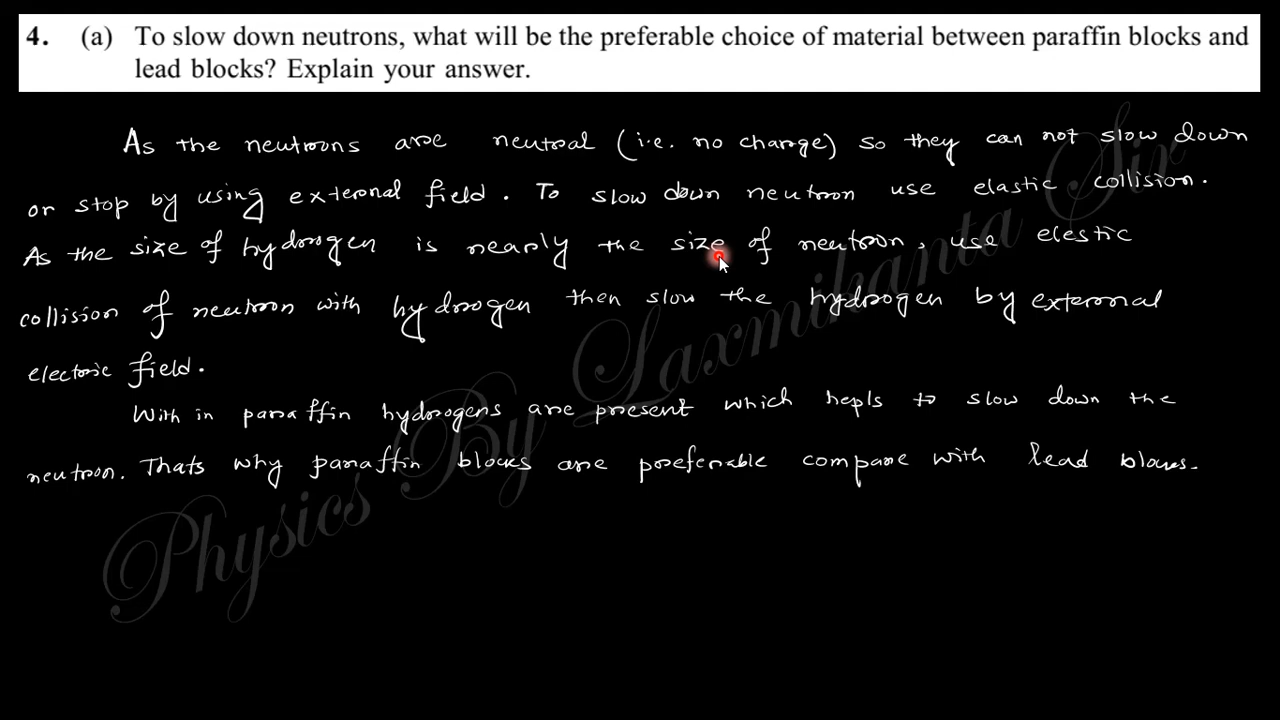 4. (a) To slow down neutrons, what will be the preferable choice of material between paraffin blocks and
lead blocks? Explain your answer.
As the neutrons are neutral (i.e. no charge) so they can not slow down
or stop by using external field. To slow down neutron use elastic collision.
As the size of hydrogen is nearly the size of neutron, use elestic
collision of neutron with hydrogen then slow the hydrogen by external
electric field.
With in paraffin hydrogens are present which hepls to slow down the
neutron. Thats why paraffin blocks are preferable compare with lead blocks.
Physics By Laxmikanta Sir